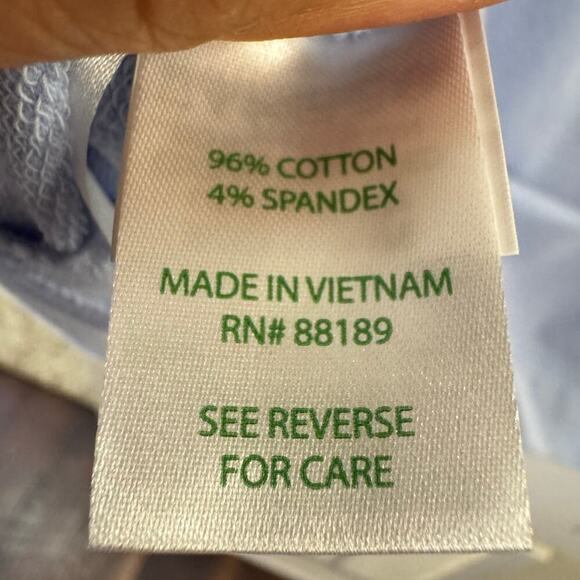 96% COTTON
4% SPANDEX
MADE IN VIETNAM
RN# 88189
SEE REVERSE
FOR CARE